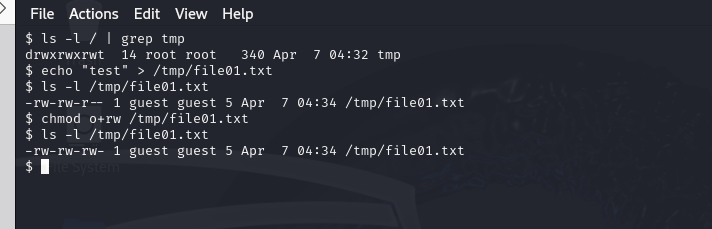 File Actions Edit View Help
$ ls -l / | grep tmp
drwxrwxrwt  14 root root   340 Apr  7 04:32 tmp
$ echo "test" > /tmp/file01.txt
$ ls -l /tmp/file01.txt
-rw-rw-r-- 1 guest guest 5 Apr  7 04:34 /tmp/file01.txt
$ chmod o+rw /tmp/file01.txt
$ ls -l /tmp/file01.txt
-rw-rw-rw- 1 guest guest 5 Apr  7 04:34 /tmp/file01.txt
$
System